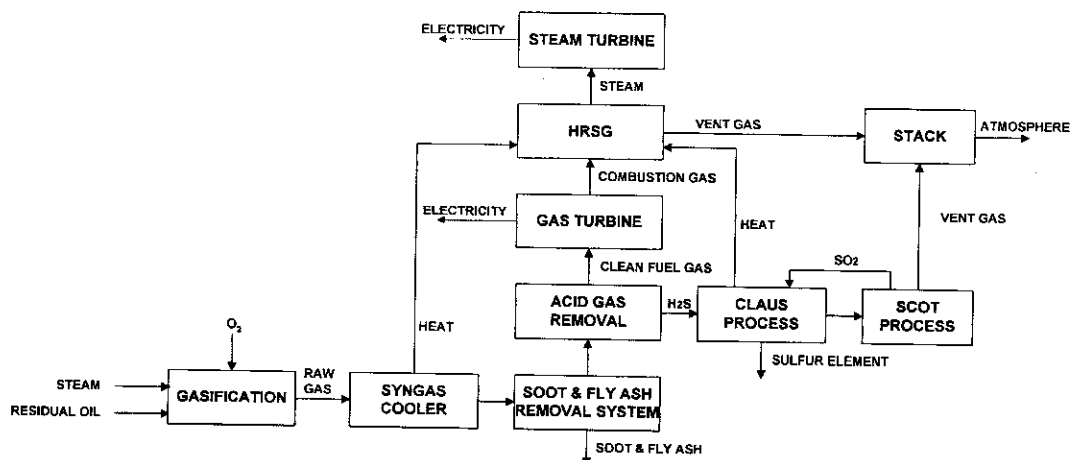 ELECTRICITY
STEAM TURBINE
STEAM
HRSG
VENT GAS
STACK
ATMOSPHERE
COMBUSTION GAS
ELECTRICITY
GAS TURBINE
HEAT
VENT GAS
CLEAN FUEL GAS
SO2
ACID GAS
REMOVAL
H2S
CLAUS
PROCESS
SCOT
PROCESS
HEAT
O2
SULFUR ELEMENT
STEAM
RESIDUAL OIL
GASIFICATION
RAW
GAS
SYNGAS
COOLER
SOOT & FLY ASH
REMOVAL SYSTEM
SOOT & FLY ASH